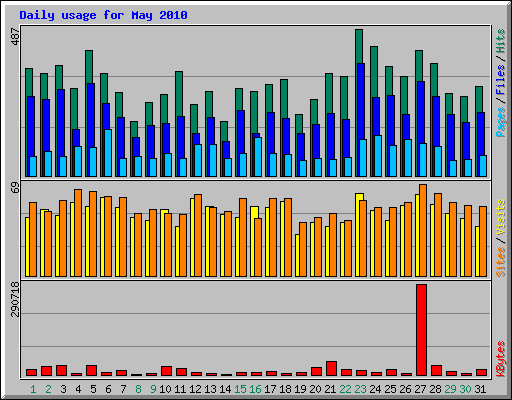 Daily usage for May 2010
487
Pages / Files / Hits
69
Sites / Visits
290718
KBytes
1 2 3 4 5 6 7 8 9 10 11 12 13 14 15 16 17 18 19 20 21 22 23 24 25 26 27 28 29 30 31